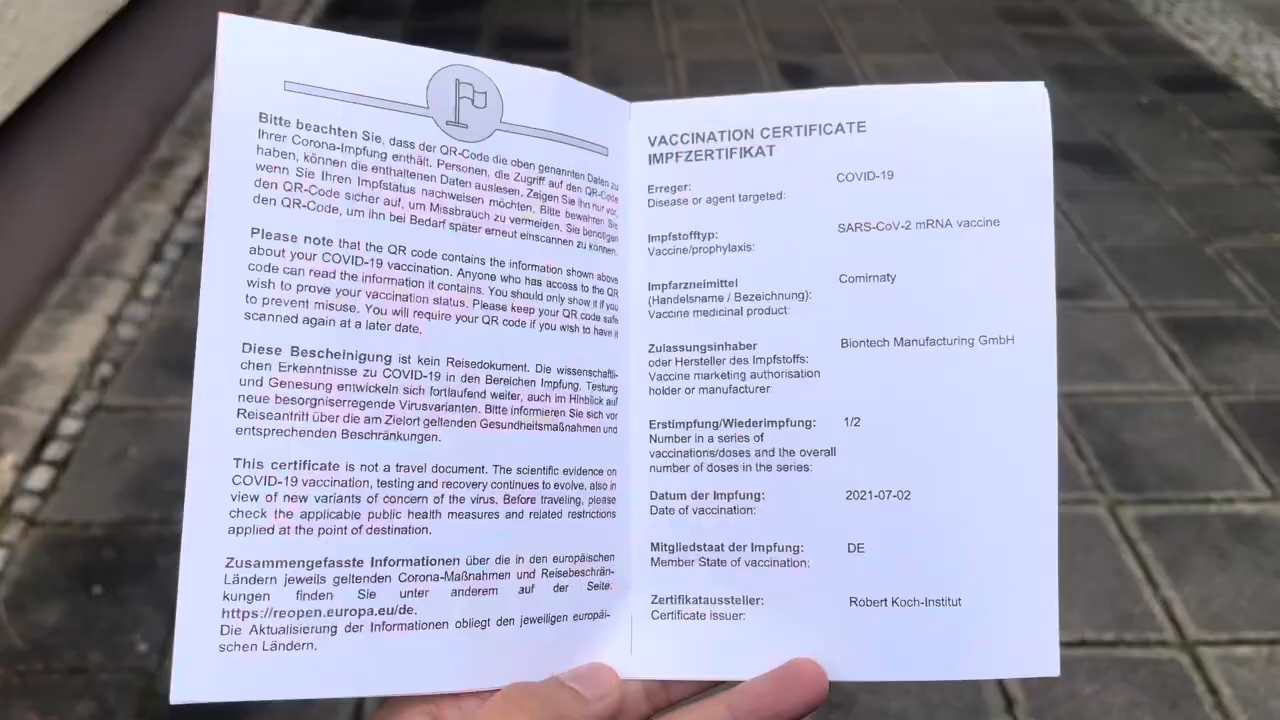 Bitte beachten Sie, dass der QR-Code die oben genannten Daten zu
Ihrer Corona-Impfung enthält. Personen, die Zugriff auf den QR-Code
haben, können die enthaltenen Daten auslesen. Zeigen Sie ihn nur vor,
wenn Sie Ihren Impfstatus nachweisen möchten. Bitte bewahren Sie
den QR-Code sicher auf, um Missbrauch zu vermeiden. Sie benötigen
den QR-Code, um ihn bei Bedarf später erneut einscannen zu können.
Please note that the QR code contains the information shown above
about your COVID-19 vaccination. Anyone who has access to the QR
code can read the information it contains. You should only show it if you
wish to prove your vaccination status. Please keep your QR code safe
to prevent misuse. You will require your QR code if you wish to have it
scanned again at a later date.
Diese Bescheinigung ist kein Reisedokument. Die wissenschaftli-
chen Erkenntnisse zu COVID-19 in den Bereichen Impfung, Testung
und Genesung entwickeln sich fortlaufend weiter, auch im Hinblick auf
neue besorgniserregende Virusvarianten. Bitte informieren Sie sich vor
Reiseantritt über die am Zielort geltenden Gesundheitsmaßnahmen und
entsprechenden Beschränkungen.
This certificate is not a travel document. The scientific evidence on
COVID-19 vaccination, testing and recovery continues to evolve, also in
view of new variants of concern of the virus. Before traveling, please
check the applicable public health measures and related restrictions
applied at the point of destination.
Zusammengefasste Informationen über die in den europäischen
Ländern jeweils geltenden Corona-Maßnahmen und Reisebeschrän-
kungen finden Sie unter anderem auf der Seite:
https://reopen.europa.eu/de.
Die Aktualisierung der Informationen obliegt den jeweiligen europäi-
schen Ländern.
VACCINATION CERTIFICATE
IMPFZERTIFIKAT
Erreger: COVID-19
Disease or agent targeted:
Impfstofftyp: SARS-CoV-2 mRNA vaccine
Vaccine/prophylaxis:
Impfarzneimittel Comirnaty
(Handelsname / Bezeichnung):
Vaccine medicinal product:
Zulassungsinhaber Biontech Manufacturing GmbH
oder Hersteller des Impfstoffs:
Vaccine marketing authorisation
holder or manufacturer:
Erstimpfung/Wiederimpfung: 1/2
Number in a series of
vaccinations/doses and the overall
number of doses in the series:
Datum der Impfung: 2021-07-02
Date of vaccination:
Mitgliedstaat der Impfung: DE
Member State of vaccination:
Zertifikataussteller: Robert Koch-Institut
Certificate issuer: